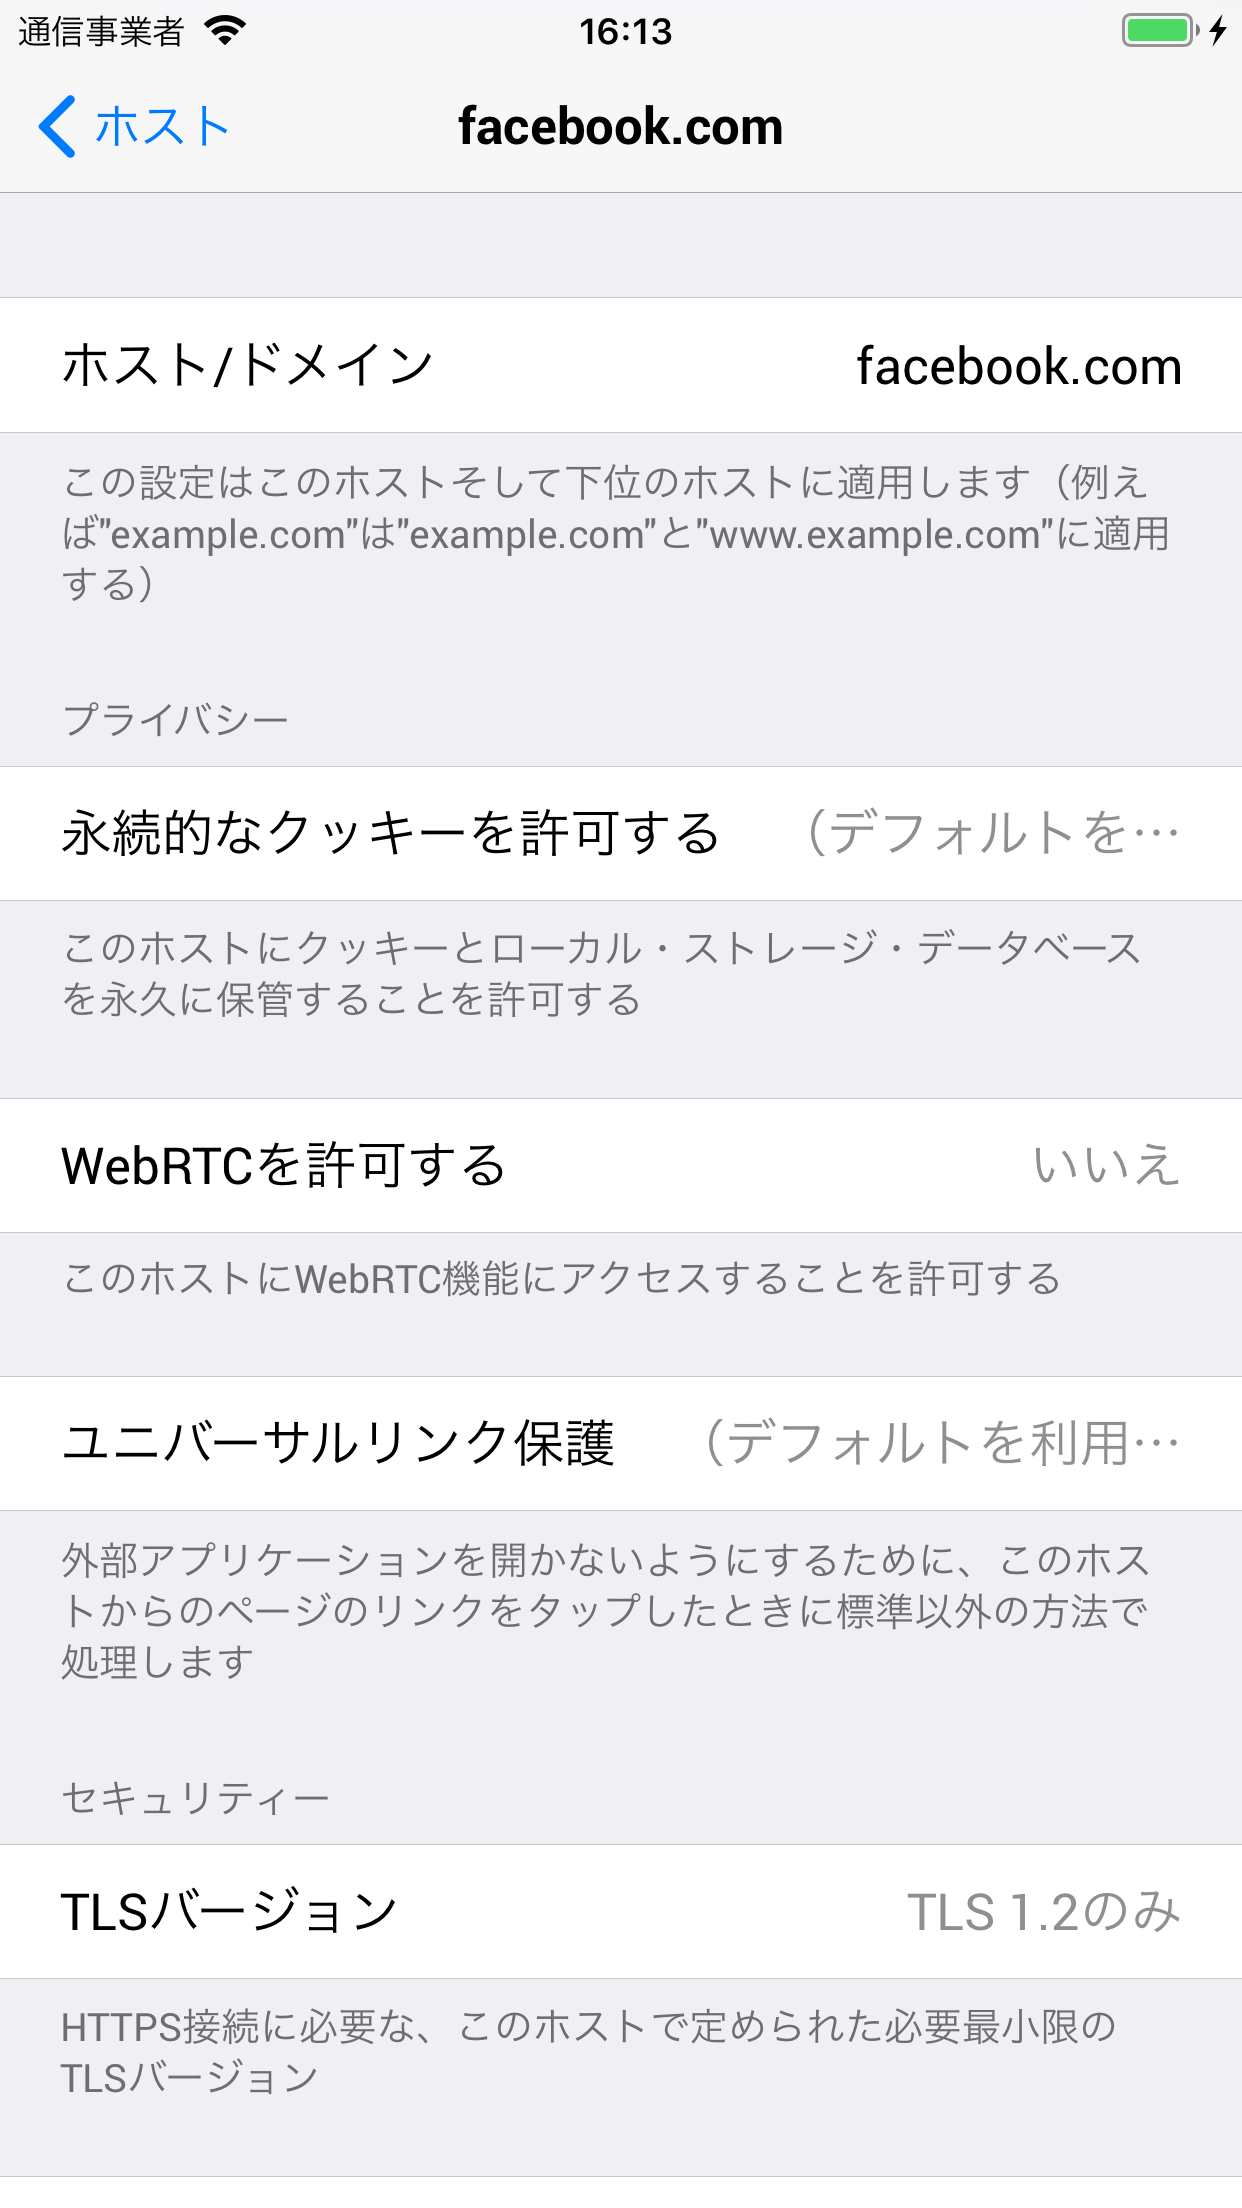 通信事業者 16:13
ホスト facebook.com
ホスト/ドメイン facebook.com
この設定はこのホストそして下位のホストに適用します（例え
ば"example.com"は"example.com"と"www.example.com"に適用
する）
プライバシー
永続的なクッキーを許可する （デフォルトを…
このホストにクッキーとローカル・ストレージ・データベース
を永久に保管することを許可する
WebRTCを許可する いいえ
このホストにWebRTC機能にアクセスすることを許可する
ユニバーサルリンク保護 （デフォルトを利用…
外部アプリケーションを開かないようにするために、このホス
トからのページのリンクをタップしたときに標準以外の方法で
処理します
セキュリティー
TLSバージョン TLS 1.2のみ
HTTPS接続に必要な、このホストで定められた必要最小限の
TLSバージョン